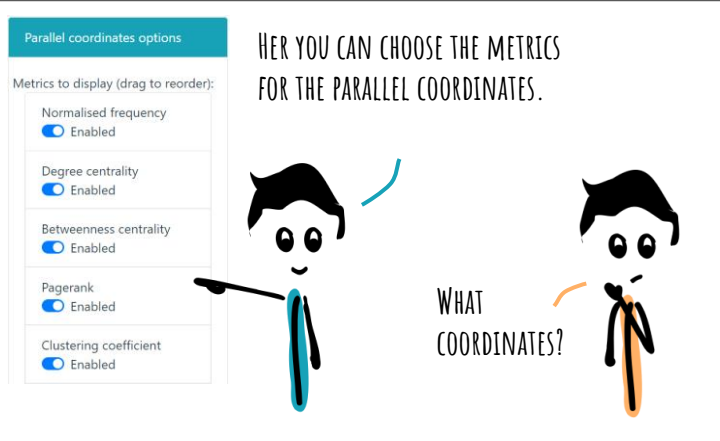 Parallel coordinates options
Metrics to display (drag to reorder):
Normalised frequency
Enabled
Degree centrality
Enabled
Betweenness centrality
Enabled
Pagerank
Enabled
Clustering coefficient
Enabled
HER YOU CAN CHOOSE THE METRICS
FOR THE PARALLEL COORDINATES.
WHAT
COORDINATES?